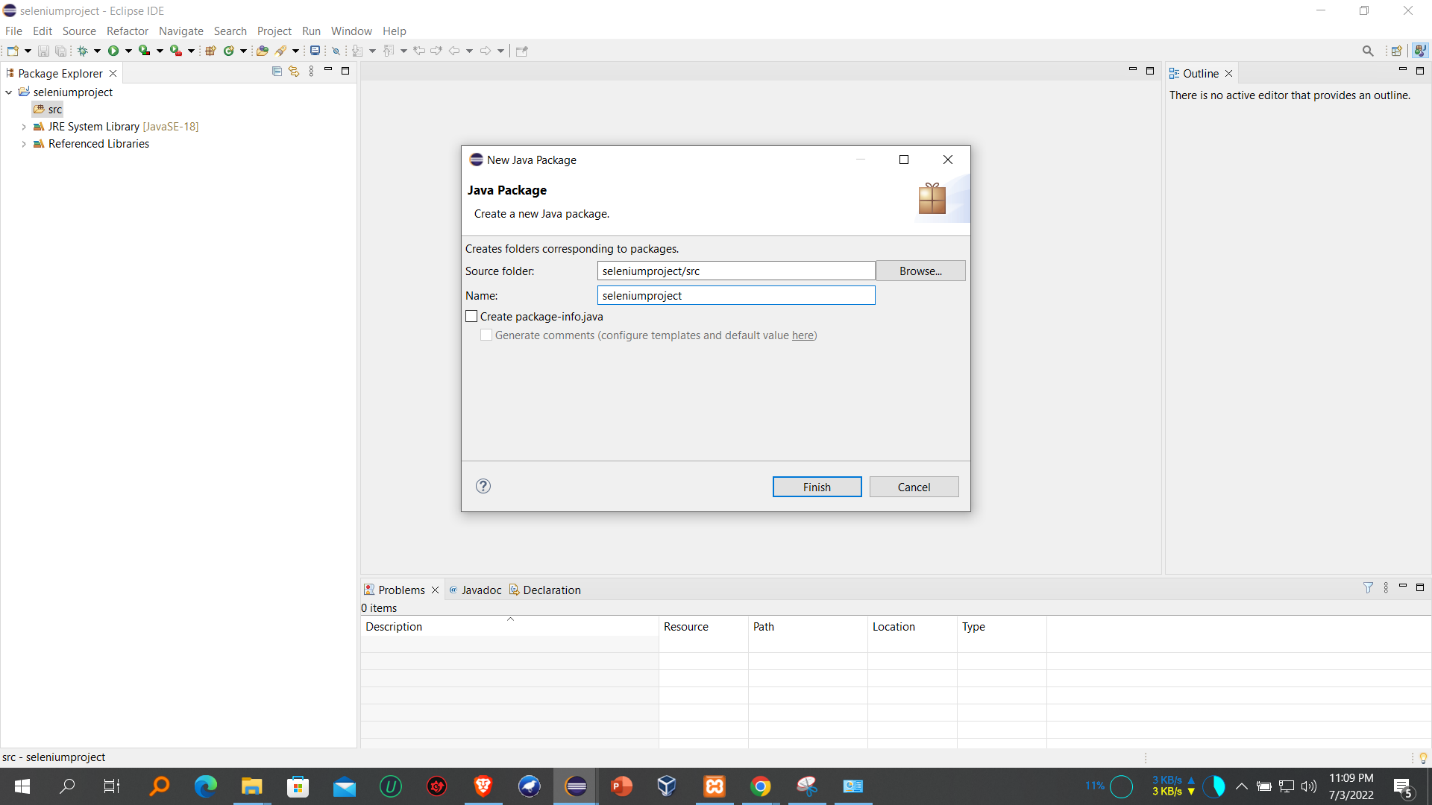 seleniumproject - Eclipse IDE
File Edit Source Refactor Navigate Search Project Run Window Help
Package Explorer
seleniumproject
src
JRE System Library [JavaSE-18]
Referenced Libraries
Outline
There is no active editor that provides an outline.
New Java Package
Java Package
Create a new Java package.
Creates folders corresponding to packages.
Source folder: seleniumproject/src Browse...
Name: seleniumproject
Create package-info.java
Generate comments (configure templates and default value here)
Finish Cancel
Problems Javadoc Declaration
0 items
Description Resource Path Location Type
src - seleniumproject
11% 3 KB/s 11:09 PM
3 KB/s 7/3/2022
5